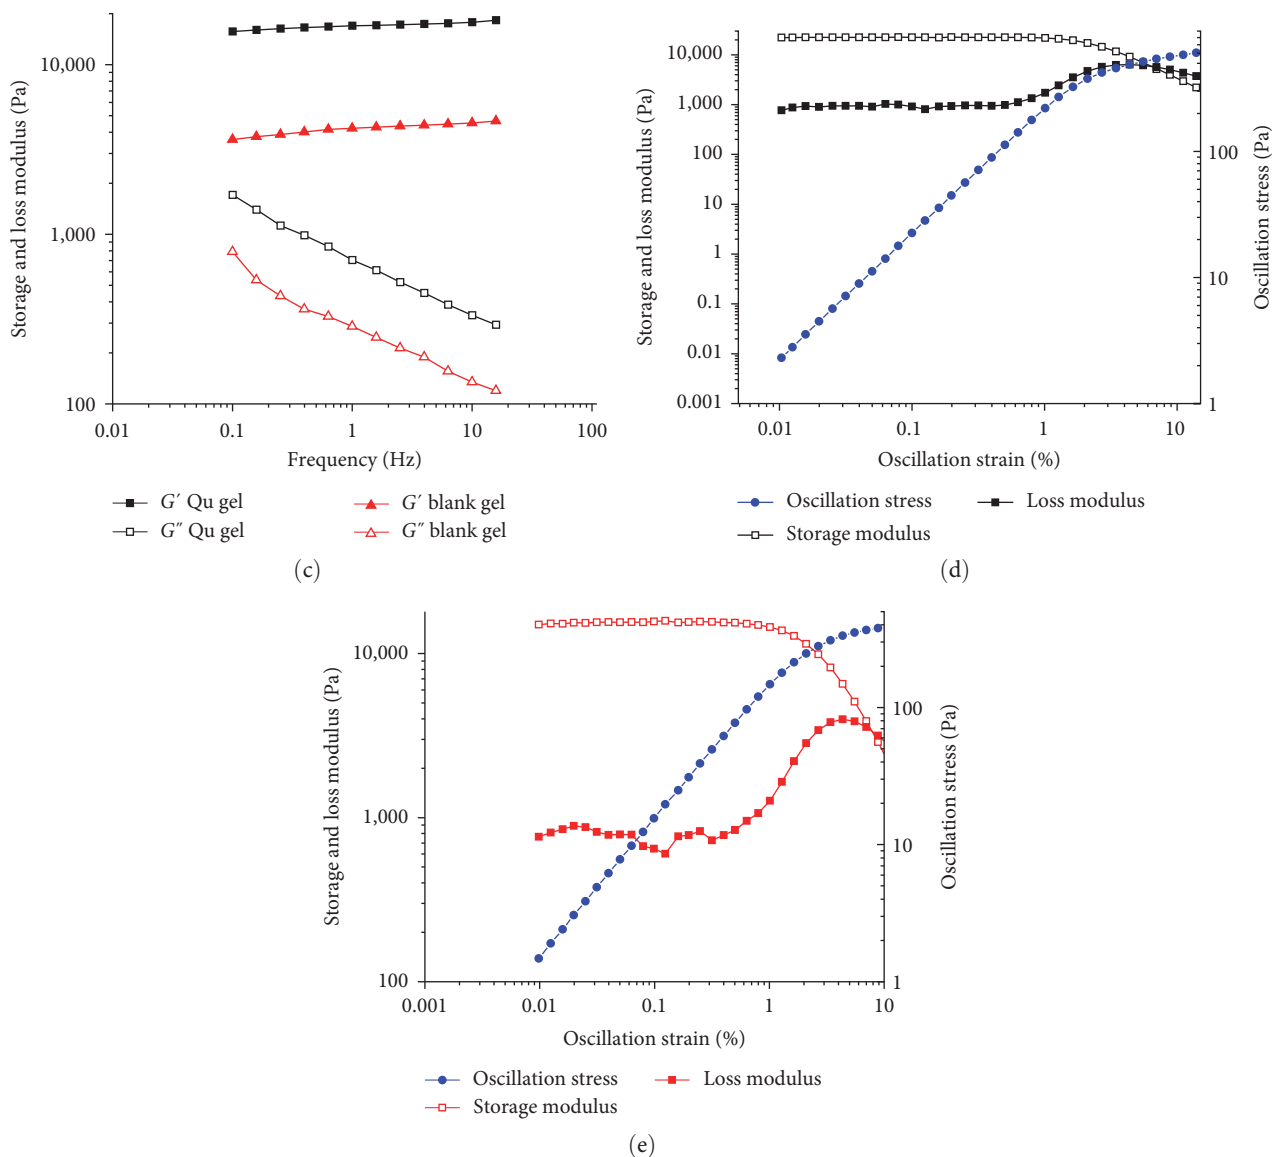 Storage and loss modulus (Pa)
10,000
1,000
100
0.01
0.1
1
10
100
Frequency (Hz)
G′ Qu gel
G″ Qu gel
G′ blank gel
G″ blank gel
(c)
Storage and loss modulus (Pa)
10,000
1,000
100
10
1
0.1
0.01
0.001
0.01
0.1
1
10
Oscillation strain (%)
100
10
1
Oscillation stress (Pa)
Oscillation stress
Loss modulus
Storage modulus
(d)
Storage and loss modulus (Pa)
10,000
1,000
100
0.001
0.01
0.1
1
10
Oscillation strain (%)
100
10
1
Oscillation stress (Pa)
Oscillation stress
Loss modulus
Storage modulus
(e)